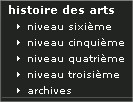 histoire des arts
niveau sixième
niveau cinquième
niveau quatrième
niveau troisième
archives